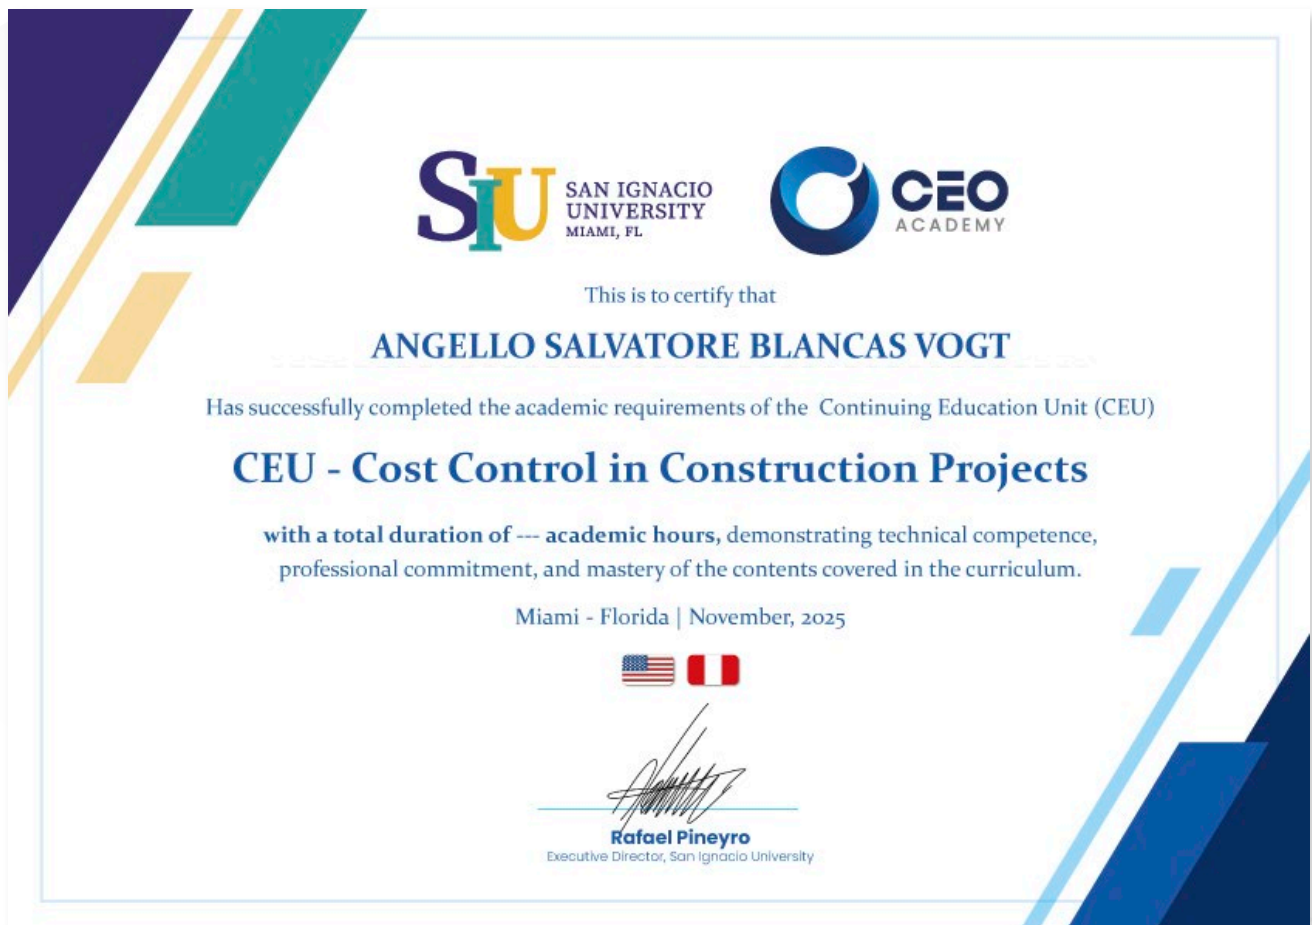 SIU
SAN IGNACIO
UNIVERSITY
MIAMI, FL
CEO
ACADEMY
This is to certify that
ANGELLO SALVATORE BLANCAS VOGT
Has successfully completed the academic requirements of the Continuing Education Unit (CEU)
CEU - Cost Control in Construction Projects
with a total duration of --- academic hours, demonstrating technical competence,
professional commitment, and mastery of the contents covered in the curriculum.
Miami - Florida | November, 2025
Rafael Pineyro
Executive Director, San Ignacio University